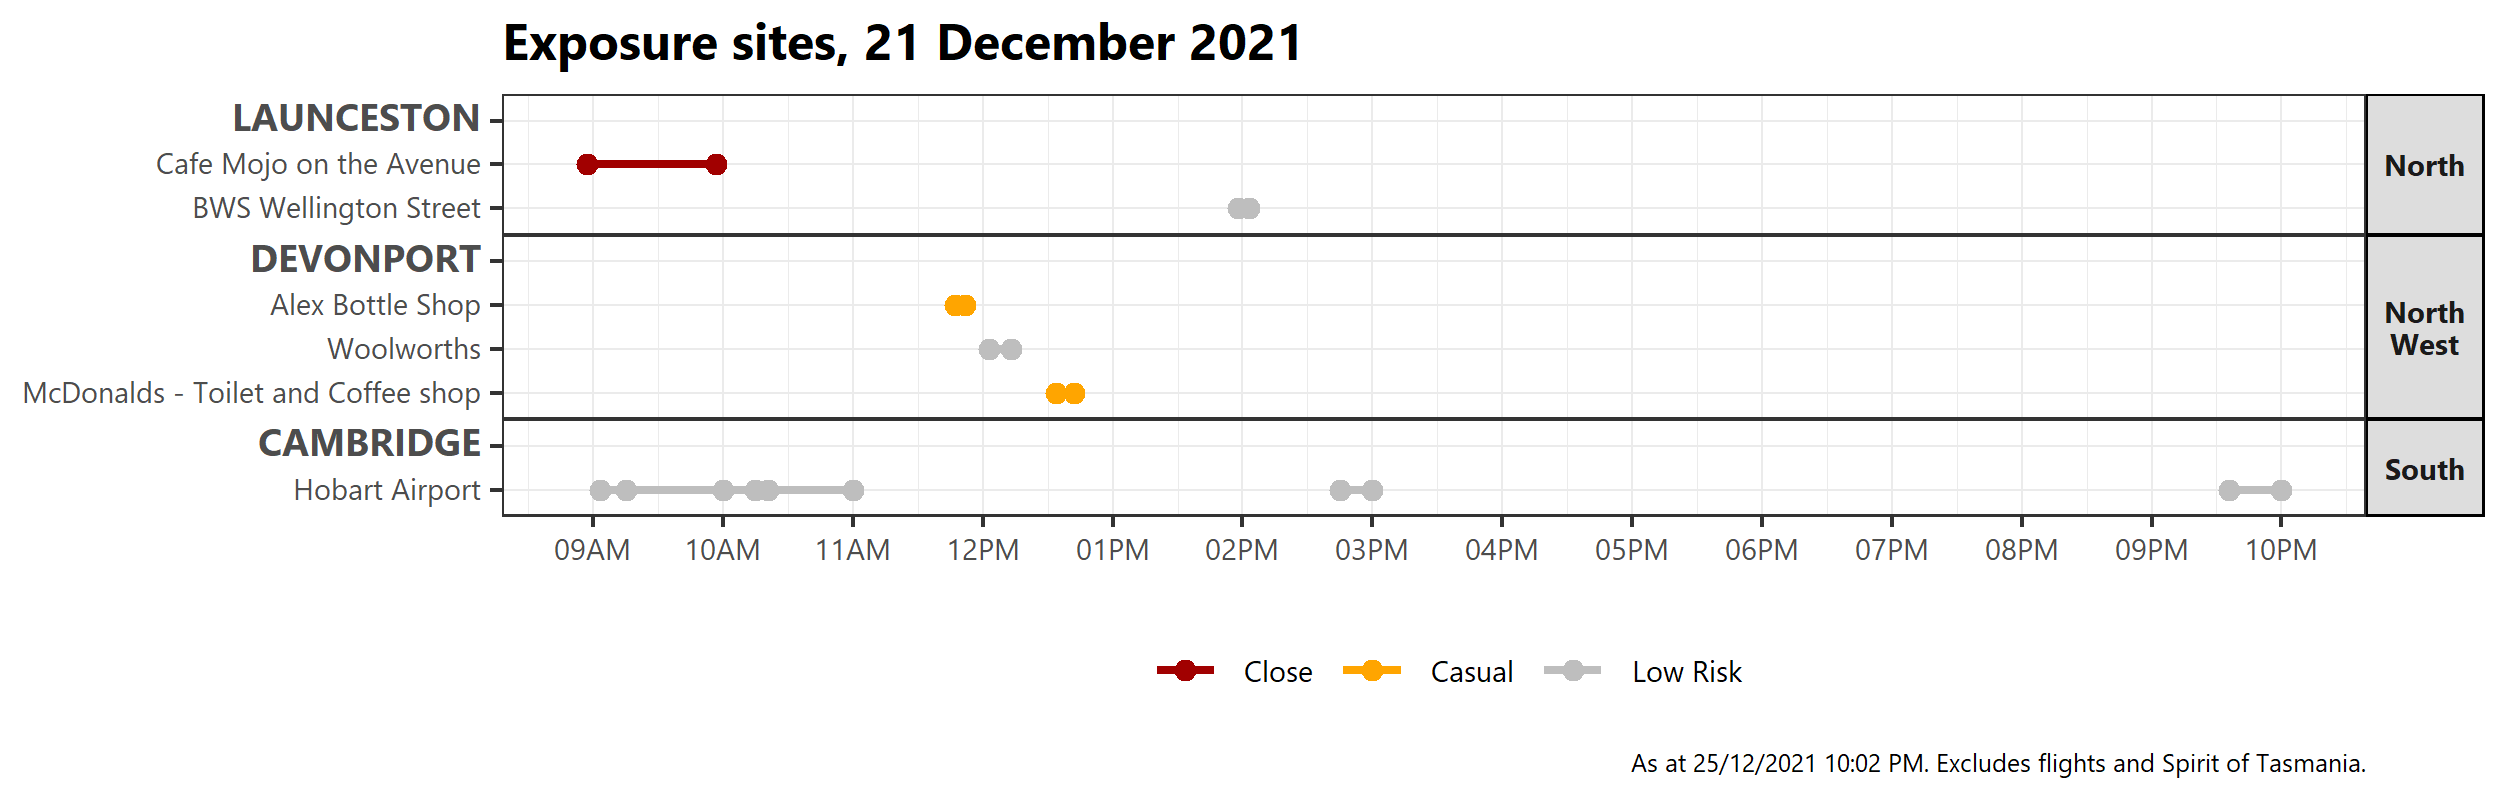 Exposure sites, 21 December 2021
LAUNCESTON
Cafe Mojo on the Avenue
BWS Wellington Street
North
DEVONPORT
Alex Bottle Shop
Woolworths
McDonalds - Toilet and Coffee shop
North
West
CAMBRIDGE
Hobart Airport
South
09AM 10AM 11AM 12PM 01PM 02PM 03PM 04PM 05PM 06PM 07PM 08PM 09PM 10PM
Close Casual Low Risk
As at 25/12/2021 10:02 PM. Excludes flights and Spirit of Tasmania.